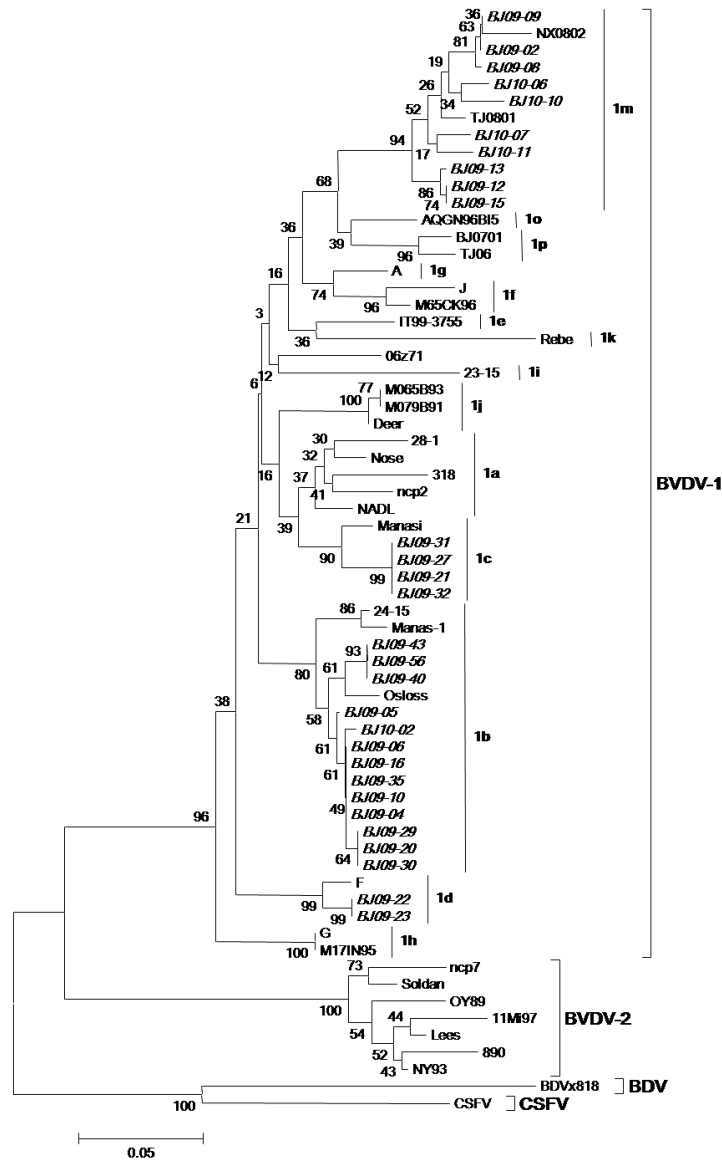 36 BJ09-09
63 NX0802
81 BJ09-02
BJ09-08
19 BJ10-06
26 34 BJ10-10 1m
52 TJ0801
BJ10-07
94 17 BJ10-11
BJ09-13
68 86 BJ09-12
74 BJ09-15
AQGN96BI5 1o
36 39 BJ0701 1p
96 TJ06
16 A 1g
74 J 1f
96 M65CK96
3 IT99-3755 1e
36 Rebe 1k
06z71
12 23-15 1i
6 77 M065B93
100 M079B91 1j
Deer
30 28-1
32 Nose
16 37 318 1a
41 ncp2
NADL BVDV-1
21 39 Manasi
90 BJ09-31
BJ09-27 1c
99 BJ09-21
BJ09-32
86 24-15
Manas-1
93 BJ09-43
80 61 BJ09-56
BJ09-40
38 Osloss
58 BJ09-05
BJ10-02 1b
61 BJ09-06
BJ09-16
61 BJ09-35
BJ09-10
49 BJ09-04
96 BJ09-29
64 BJ09-20
BJ09-30
F
99 BJ09-22 1d
99 BJ09-23
G 1h
100 M17IN95
73 ncp7
Soldan
100 OY89
44 11Mi97 BVDV-2
54 Lees
52 890
43 NY93
BDVx818 BDV
100 CSFV CSFV
0.05